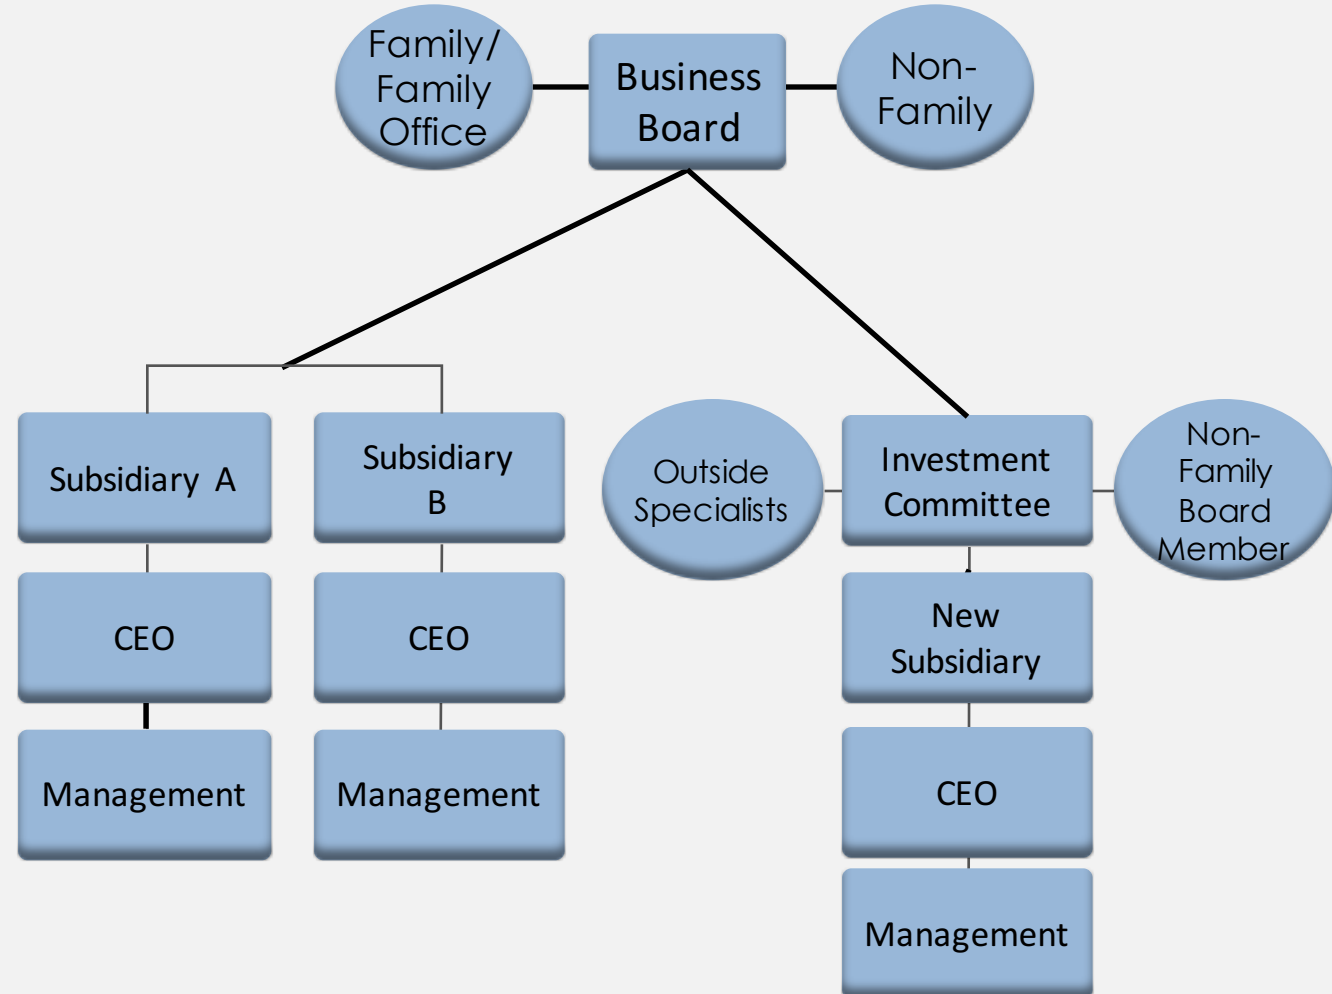 Family/
Family
Office
Business
Board
Non-
Family
Subsidiary A
Subsidiary
B
Outside
Specialists
Investment
Committee
Non-
Family
Board
Member
CEO
CEO
New
Subsidiary
Management
Management
CEO
Management